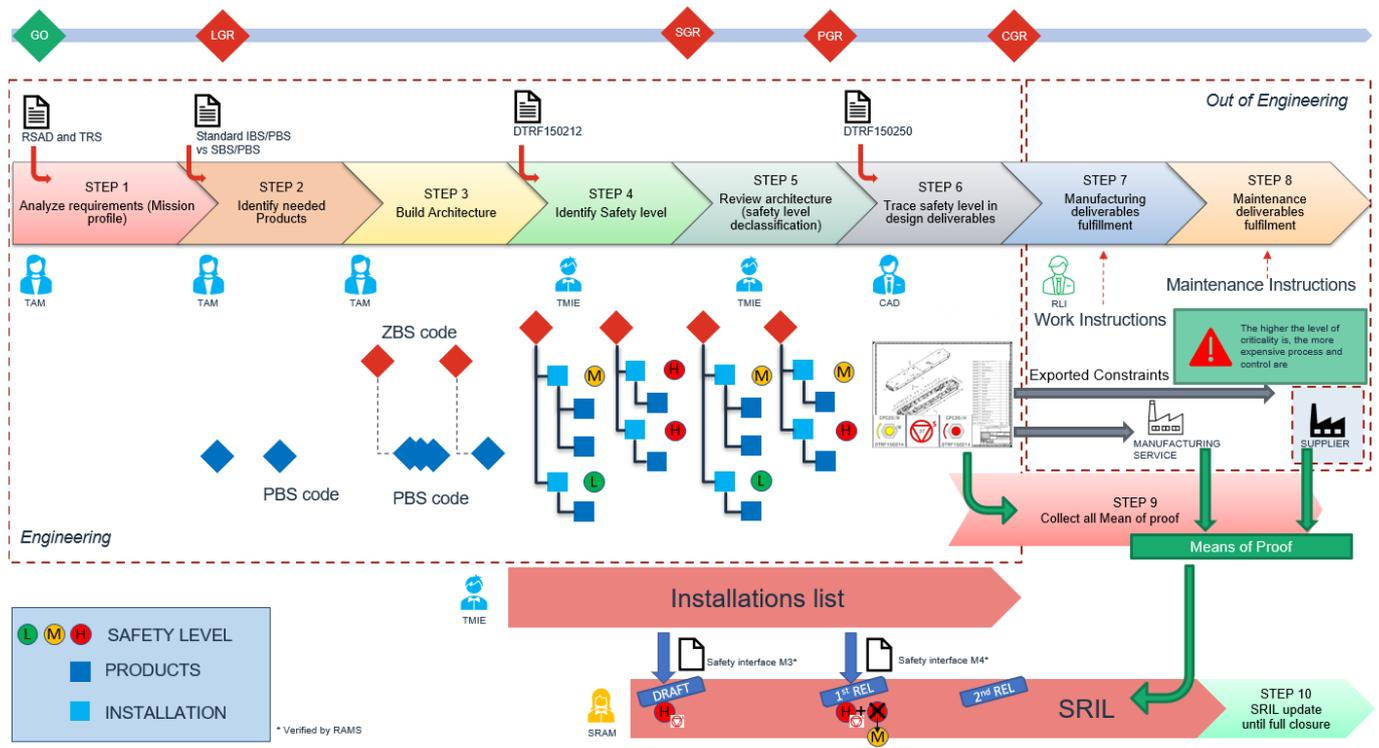 GO
LGR
SGR
PGR
CGR
Out of Engineering
RSAD and TRS
Standard IBS/PBS
vs SBS/PBS
DTRF150212
DTRF150250
STEP 1
Analyze requirements (Mission
profile)
STEP 2
Identify needed
Products
STEP 3
Build Architecture
STEP 4
Identify Safety level
STEP 5
Review architecture
(safety level
declassification)
STEP 6
Trace safety level in
design deliverables
STEP 7
Manufacturing
deliverables
fulfillment
STEP 8
Maintenance
deliverables
fulfilment
TAM
TAM
TAM
TMIE
TMIE
CAD
RLI
Work Instructions
Maintenance Instructions
The higher the level of
criticality is, the more
expensive process and
control are
ZBS code
PBS code
PBS code
M
H
H
L
M
M
H
L
Exported Constraints
MANUFACTURING
SERVICE
SUPPLIER
STEP 9
Collect all Mean of proof
Means of Proof
Engineering
TMIE
Installations list
L M H SAFETY LEVEL
PRODUCTS
INSTALLATION
* Verified by RAMS
Safety interface M3*
Safety interface M4*
SRAM
DRAFT
H
1st REL
H + X
M
2nd REL
SRIL
STEP 10
SRIL update
until full closure